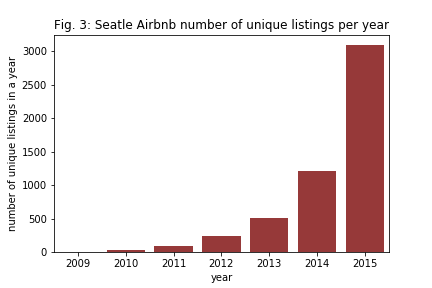 Fig. 3: Seatle Airbnb number of unique listings per year
number of unique listings in a year
3000
2500
2000
1500
1000
500
0
2009 2010 2011 2012 2013 2014 2015
year